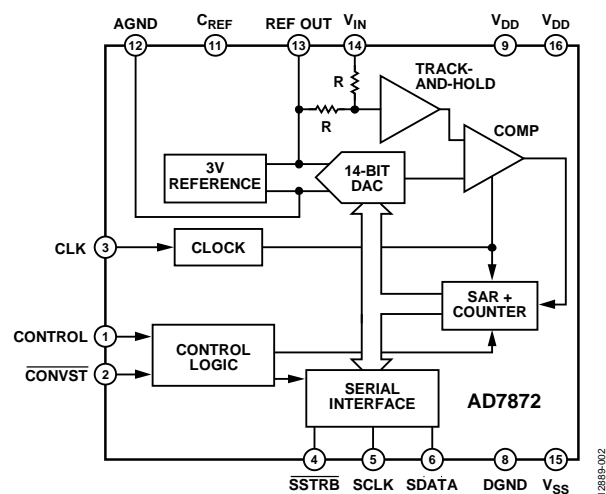 AGND
12
C_REF
11
REF OUT
13
V_IN
14
V_DD
9
V_DD
16
R
R
TRACK-
AND-HOLD
COMP
3V
REFERENCE
14-BIT
DAC
CLK
3
CLOCK
SAR +
COUNTER
CONTROL
1
CONVST
2
CONTROL
LOGIC
SERIAL
INTERFACE
AD7872
4
SSTRB
5
SCLK
6
SDATA
8
DGND
15
V_SS
12889-002